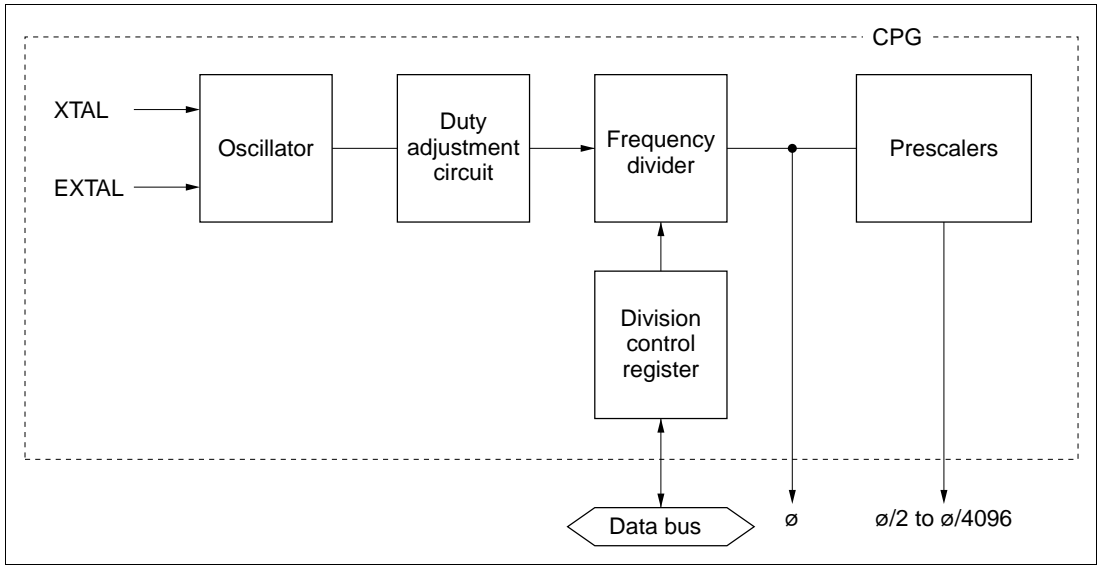 CPG
XTAL
EXTAL
Oscillator
Duty
adjustment
circuit
Frequency
divider
Prescalers
Division
control
register
Data bus
ø
ø/2 to ø/4096